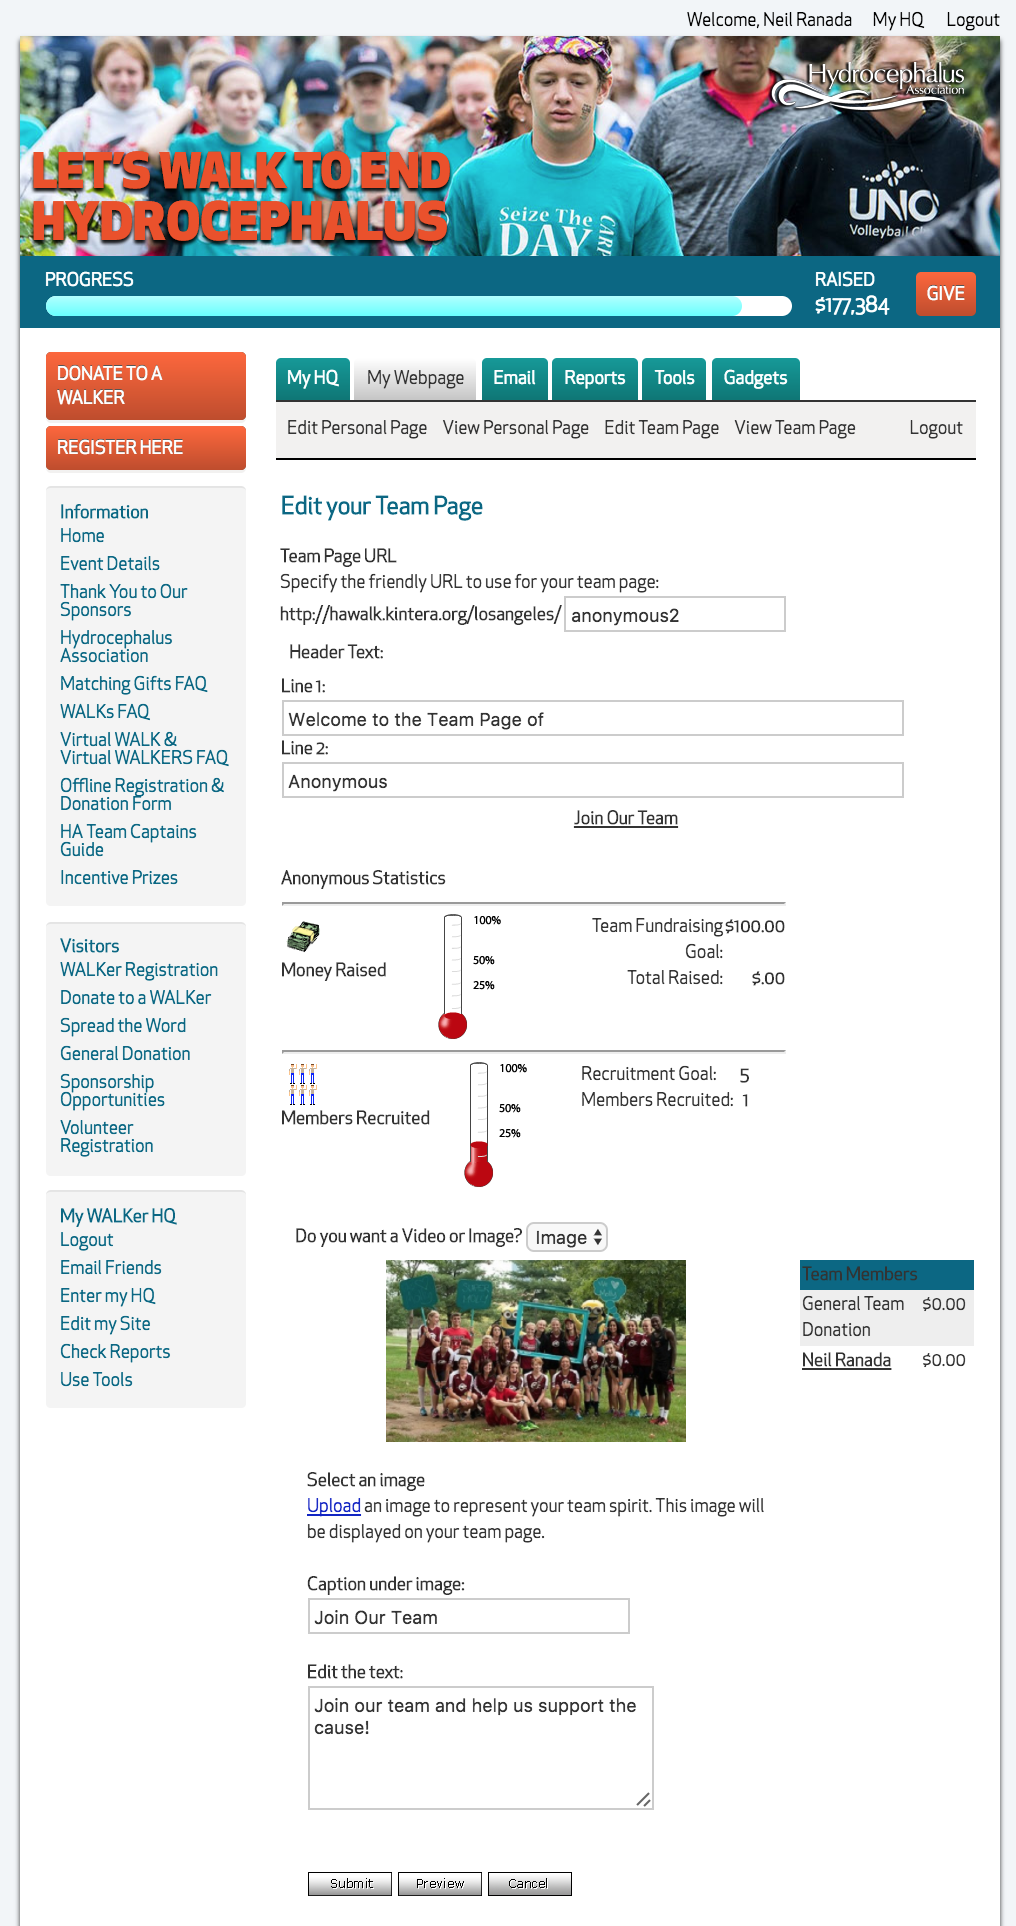 Welcome, Neil Ranada My HQ Logout
Hydrocephalus
Association
LET'S WALK TO END
HYDROCEPHALUS
Seize The
DAY
CARP
UNO
Volleyball
PROGRESS
RAISED
$177,384
GIVE
DONATE TO A
WALKER
REGISTER HERE
Information
Home
Event Details
Thank You to Our
Sponsors
Hydrocephalus
Association
Matching Gifts FAQ
WALKs FAQ
Virtual WALK &
Virtual WALKERS FAQ
Offline Registration &
Donation Form
HA Team Captains
Guide
Incentive Prizes
Visitors
WALKer Registration
Donate to a WALKer
Spread the Word
General Donation
Sponsorship
Opportunities
Volunteer
Registration
My WALKer HQ
Logout
Email Friends
Enter my HQ
Edit my Site
Check Reports
Use Tools
My HQ My Webpage Email Reports Tools Gadgets
Edit Personal Page View Personal Page Edit Team Page View Team Page Logout
Edit your Team Page
Team Page URL
Specify the friendly URL to use for your team page:
http://hawalk.kintera.org/losangeles/ anonymous2
Header Text:
Line 1:
Welcome to the Team Page of
Line 2:
Anonymous
Join Our Team
Anonymous Statistics
Money Raised
100%
50%
25%
Team Fundraising $100.00
Goal:
Total Raised: $.00
Members Recruited
100%
50%
25%
Recruitment Goal: 5
Members Recruited: 1
Do you want a Video or Image? Image
Team Members
General Team $0.00
Donation
Neil Ranada $0.00
Select an image
Upload an image to represent your team spirit. This image will
be displayed on your team page.
Caption under image:
Join Our Team
Edit the text:
Join our team and help us support the
cause!
Submit Preview Cancel